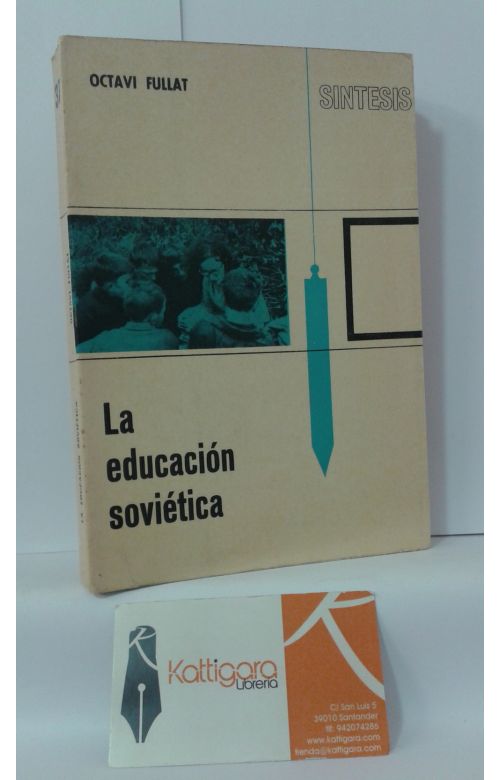 OCTAVI FULLAT
SINTESIS
La
educación
soviética
Kattigara
Librería
C/ San Luis 5
39010 Santander
tlf: 942074286
www.kattigara.com
tienda@kattigara.com